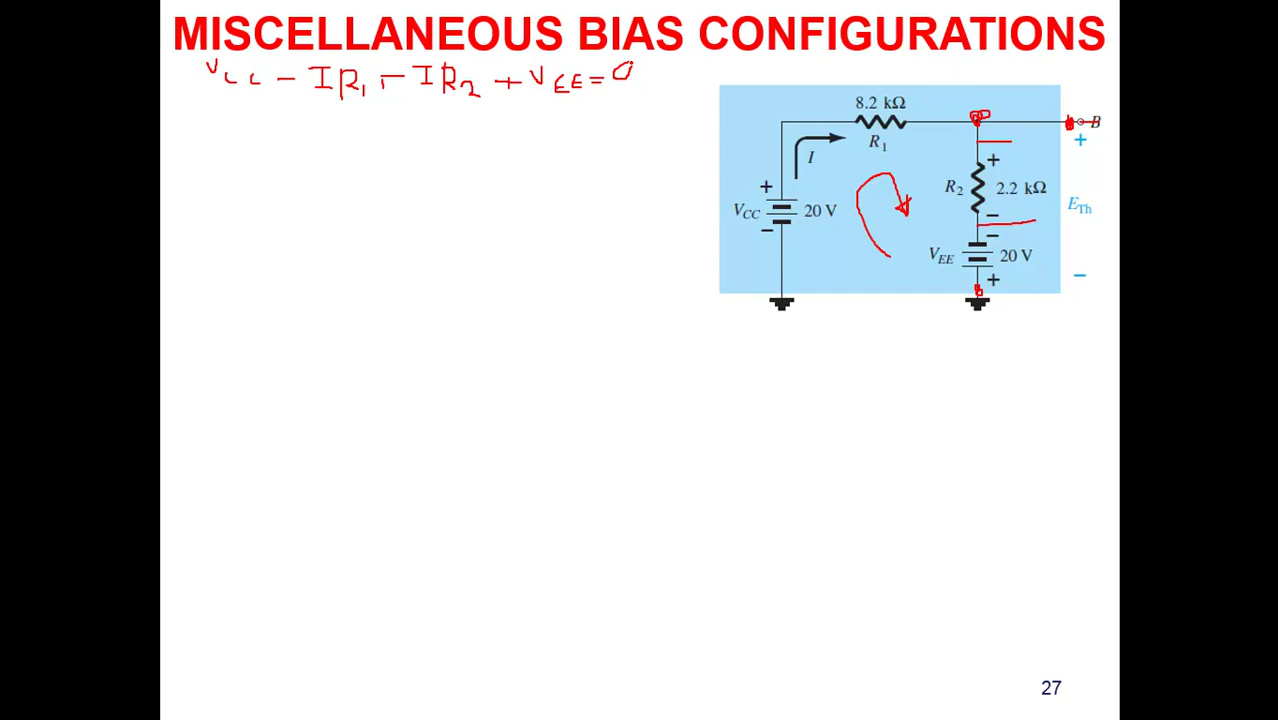 MISCELLANEOUS BIAS CONFIGURATIONS
VCC - IR1 - IR2 + VEE = 0
8.2 kΩ
B
+
I
R1
+
+
R2
2.2 kΩ
ETh
VCC
20 V
−
−
−
VEE
20 V
+
−
27